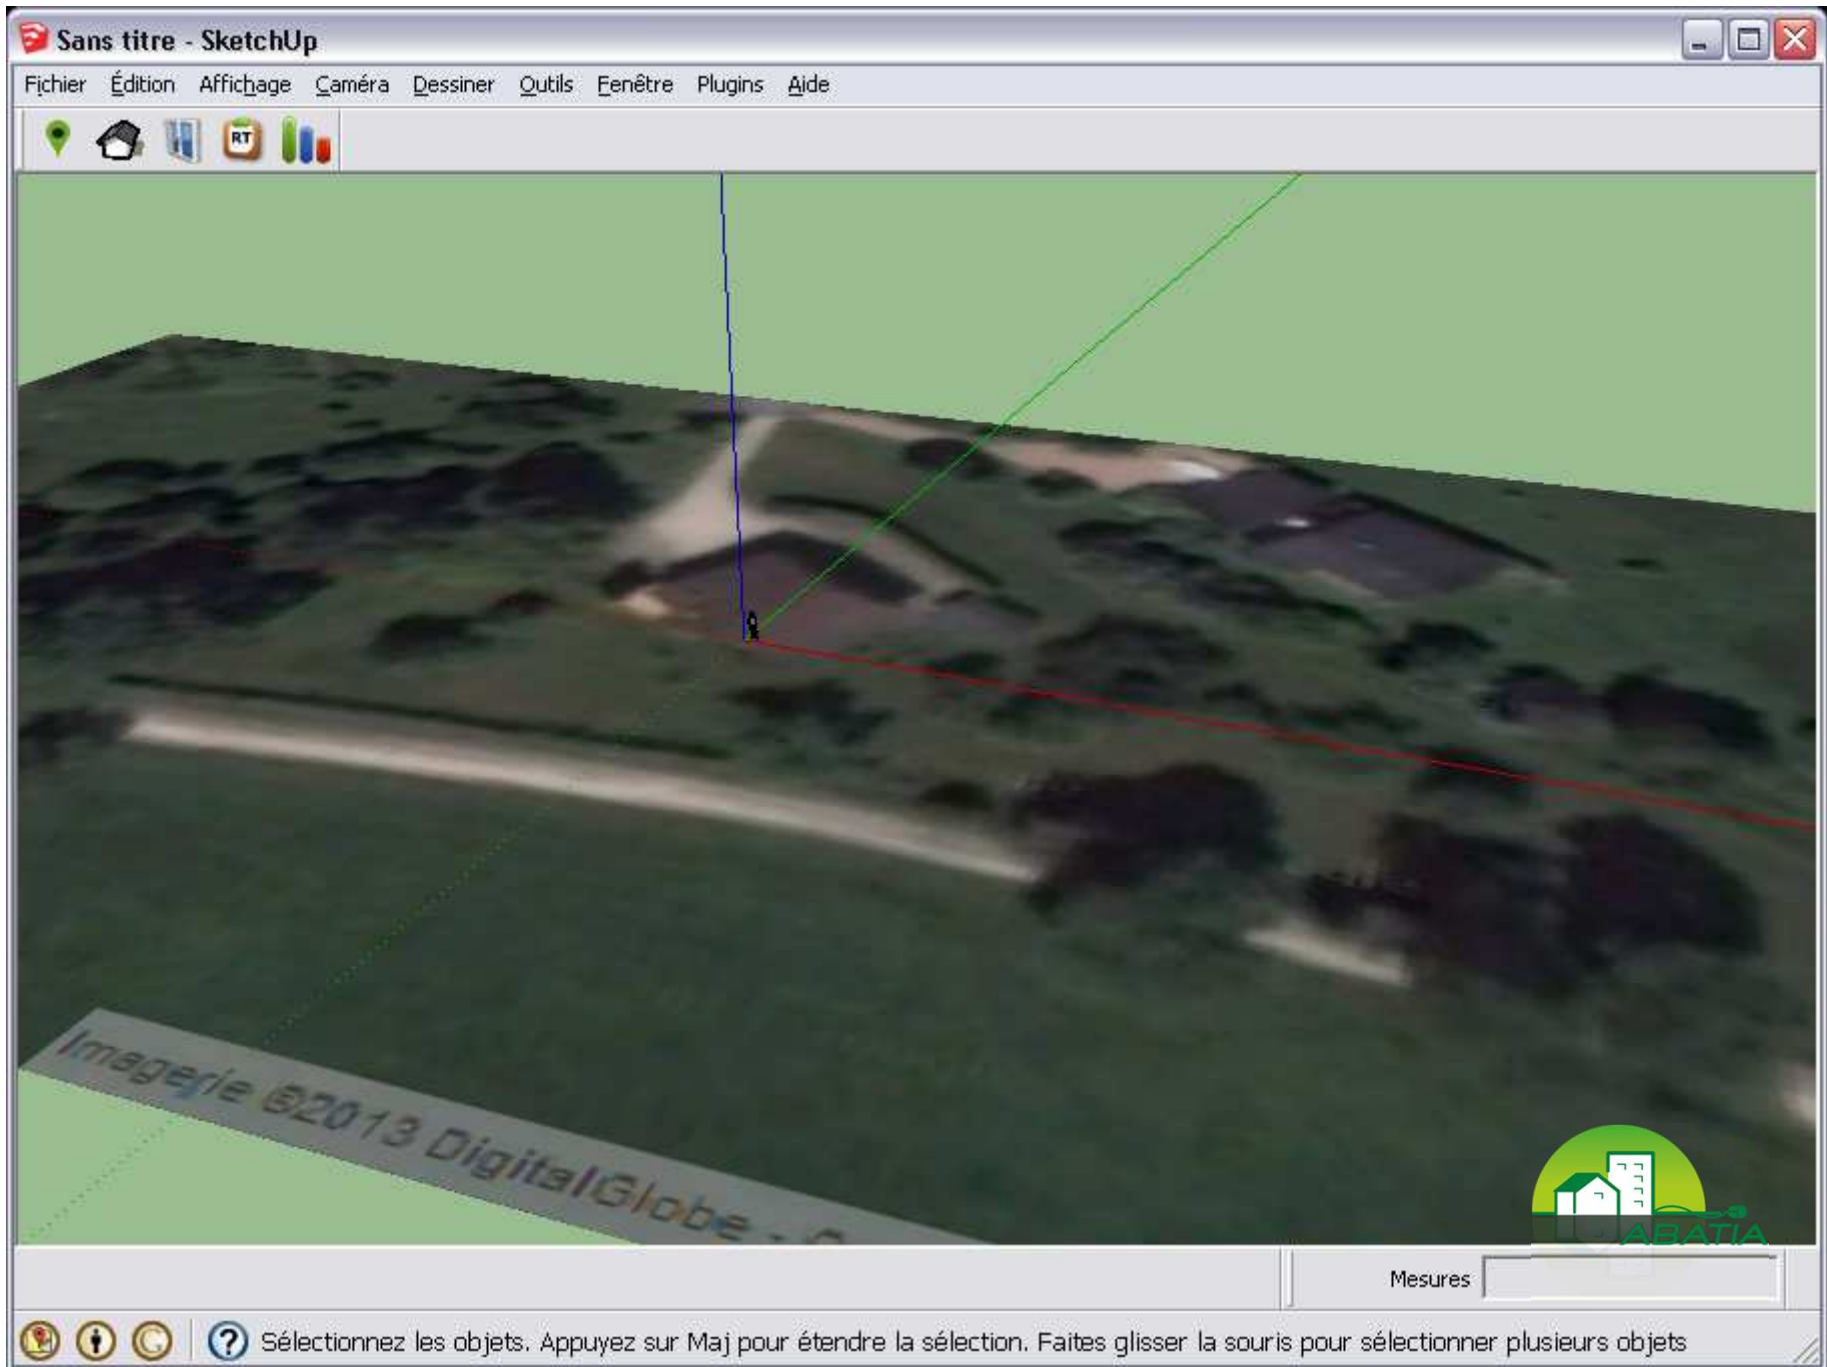 Sans titre - SketchUp
Fichier Édition Affichage Caméra Dessiner Outils Fenêtre Plugins Aide
RT
Imagerie ©2013 DigitalGlobe -
ABATIA
Mesures
Sélectionnez les objets. Appuyez sur Maj pour étendre la sélection. Faites glisser la souris pour sélectionner plusieurs objets